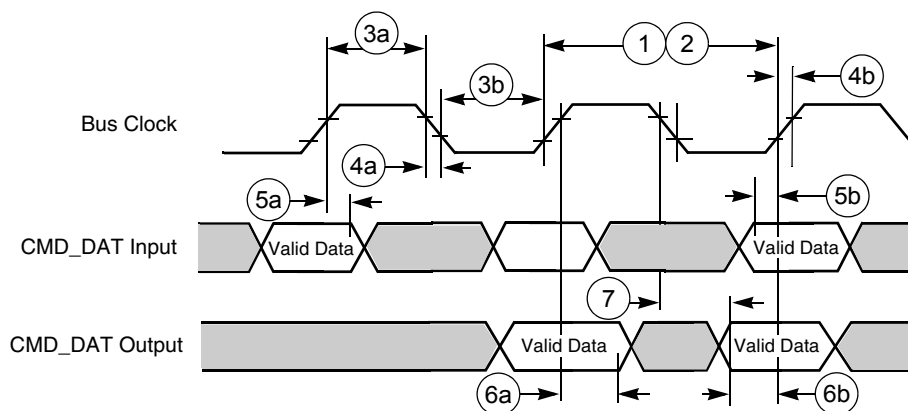 3a
1
2
3b
4b
Bus Clock
4a
5a
5b
CMD_DAT Input
Valid Data
Valid Data
7
CMD_DAT Output
Valid Data
Valid Data
6a
6b